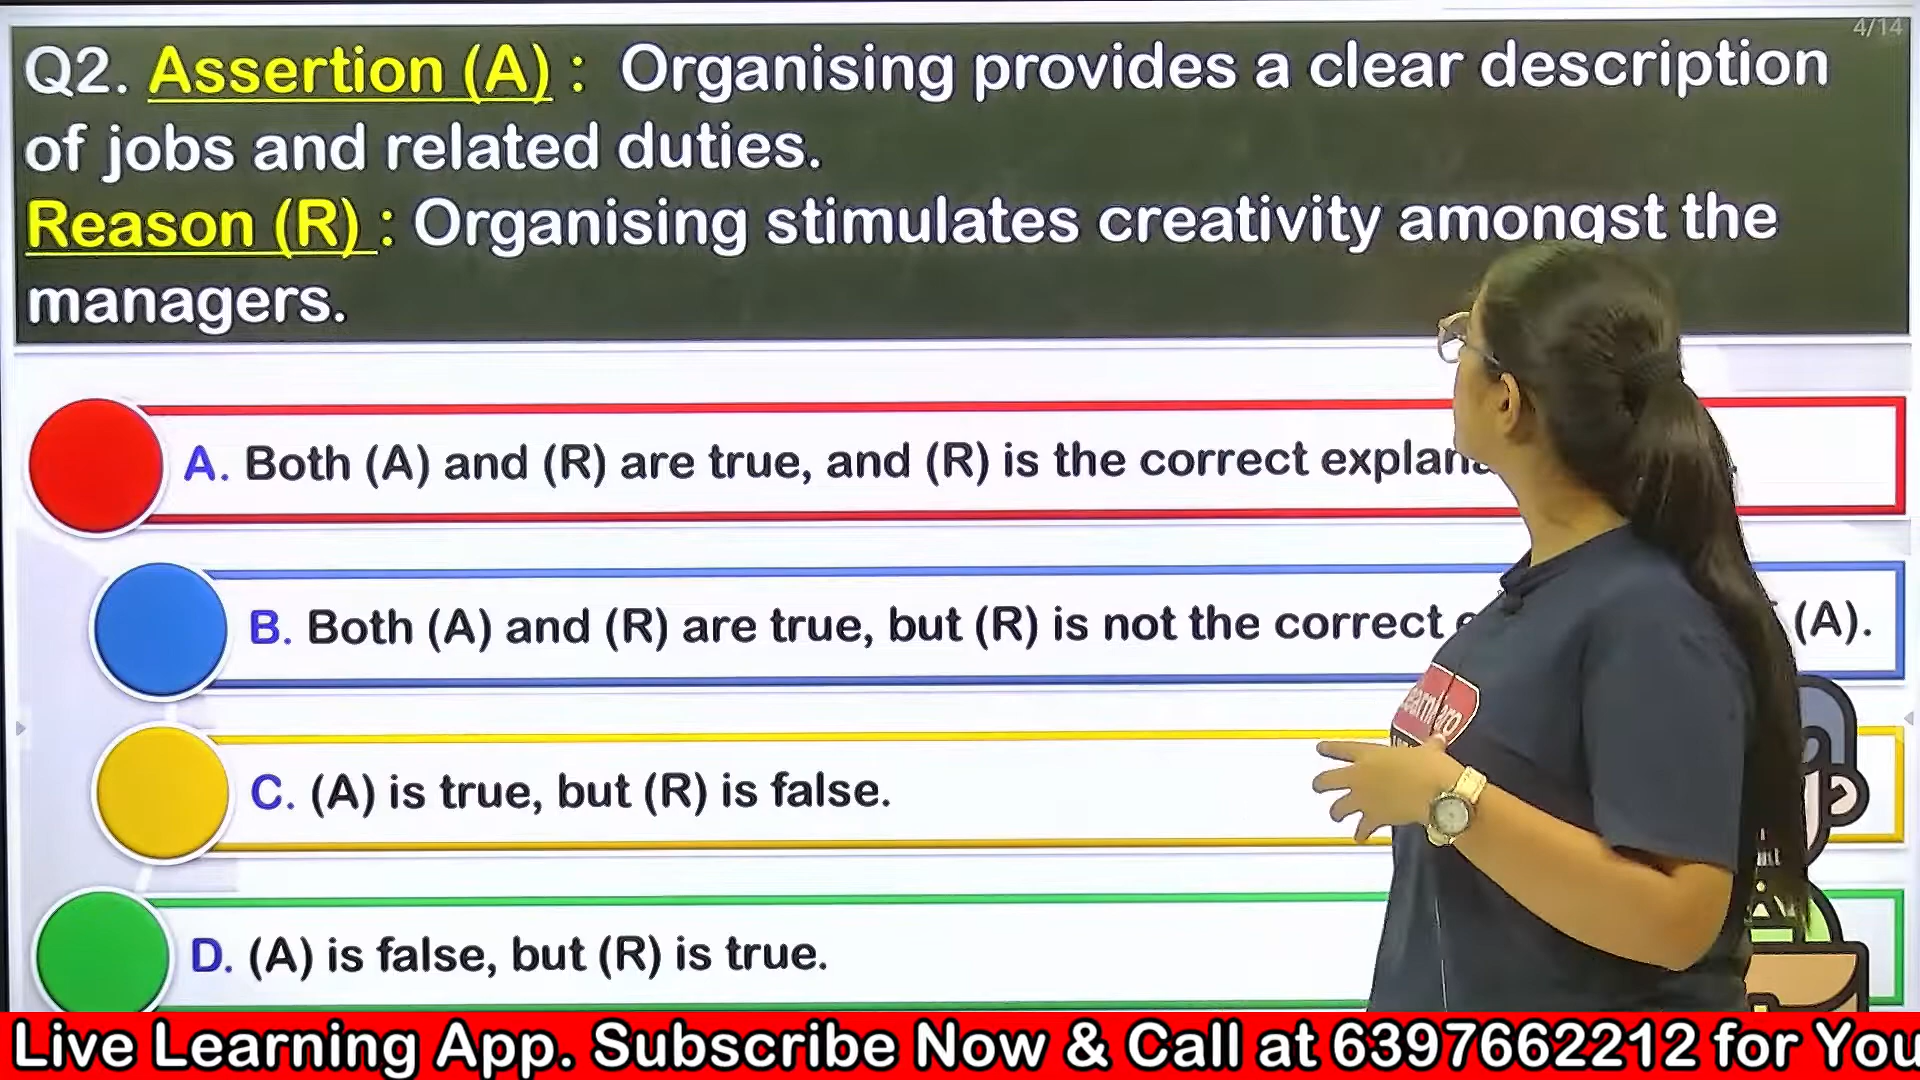 4/14
Q2. Assertion (A) : Organising provides a clear description
of jobs and related duties.
Reason (R) : Organising stimulates creativity amongst the
managers.
A. Both (A) and (R) are true, and (R) is the correct
B. Both (A) and (R) are true, but (R) is not the correct (A).
C. (A) is true, but (R) is false.
D. (A) is false, but (R) is true.
Live Learning App. Subscribe Now & Call at 6397662212 for You